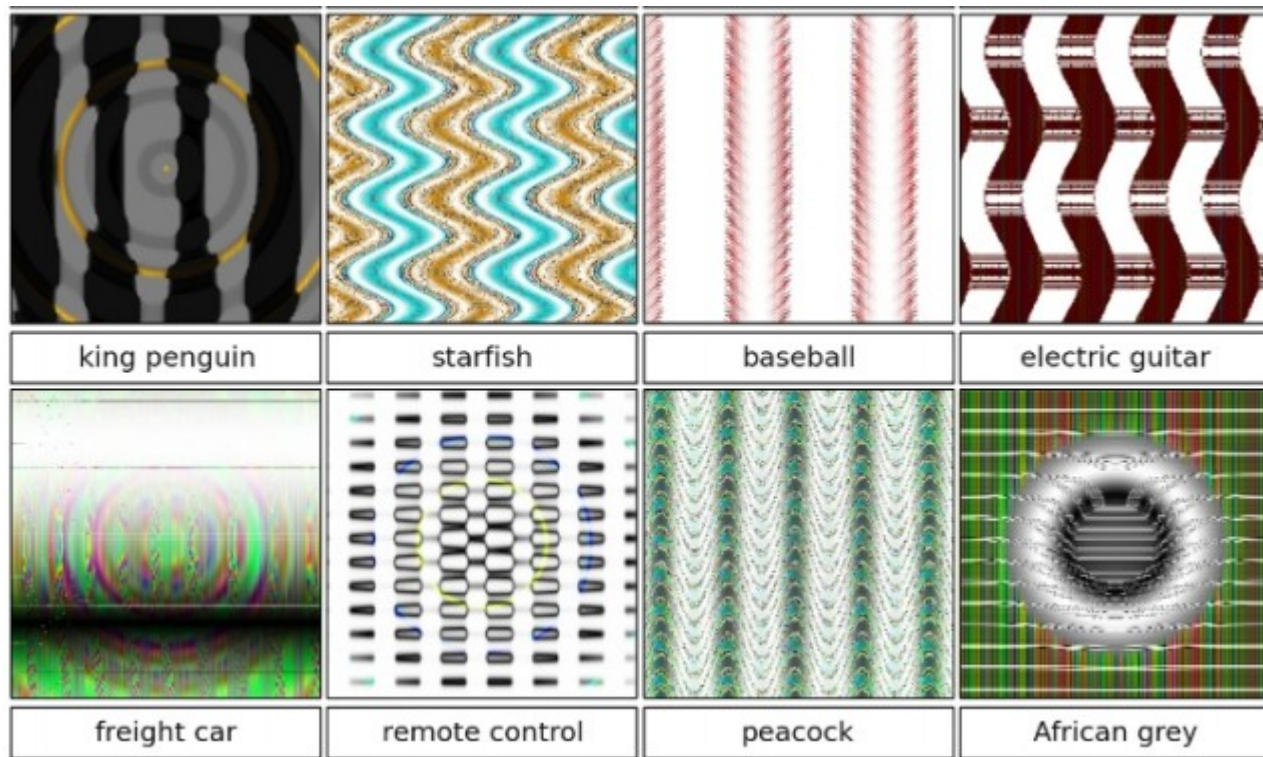 king penguin
starfish
baseball
electric guitar
freight car
remote control
peacock
African grey